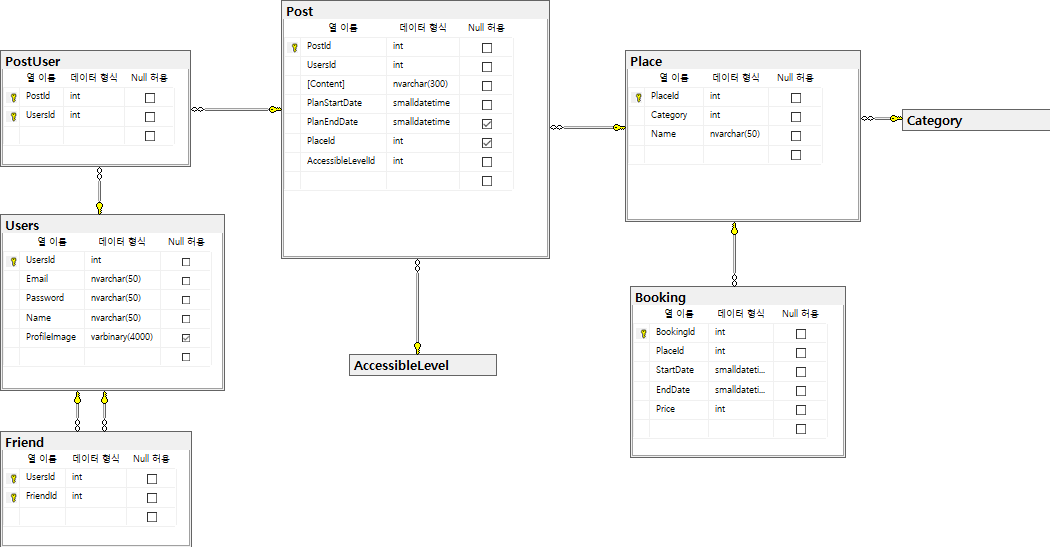 Post
열 이름 데이터 형식 Null 허용
PostId int
UsersId int
[Content] nvarchar(300)
PlanStartDate smalldatetime
PlanEndDate smalldatetime
PlaceId int
AccessibleLevelId int
PostUser
열 이름 데이터 형식 Null 허용
PostId int
UsersId int
Place
열 이름 데이터 형식 Null 허용
PlaceId int
Category int
Name nvarchar(50)
Category
Users
열 이름 데이터 형식 Null 허용
UsersId int
Email nvarchar(50)
Password nvarchar(50)
Name nvarchar(50)
ProfileImage varbinary(4000)
AccessibleLevel
Booking
열 이름 데이터 형식 Null 허용
BookingId int
PlaceId int
StartDate smalldateti...
EndDate smalldateti...
Price int
Friend
열 이름 데이터 형식 Null 허용
UsersId int
FriendId int